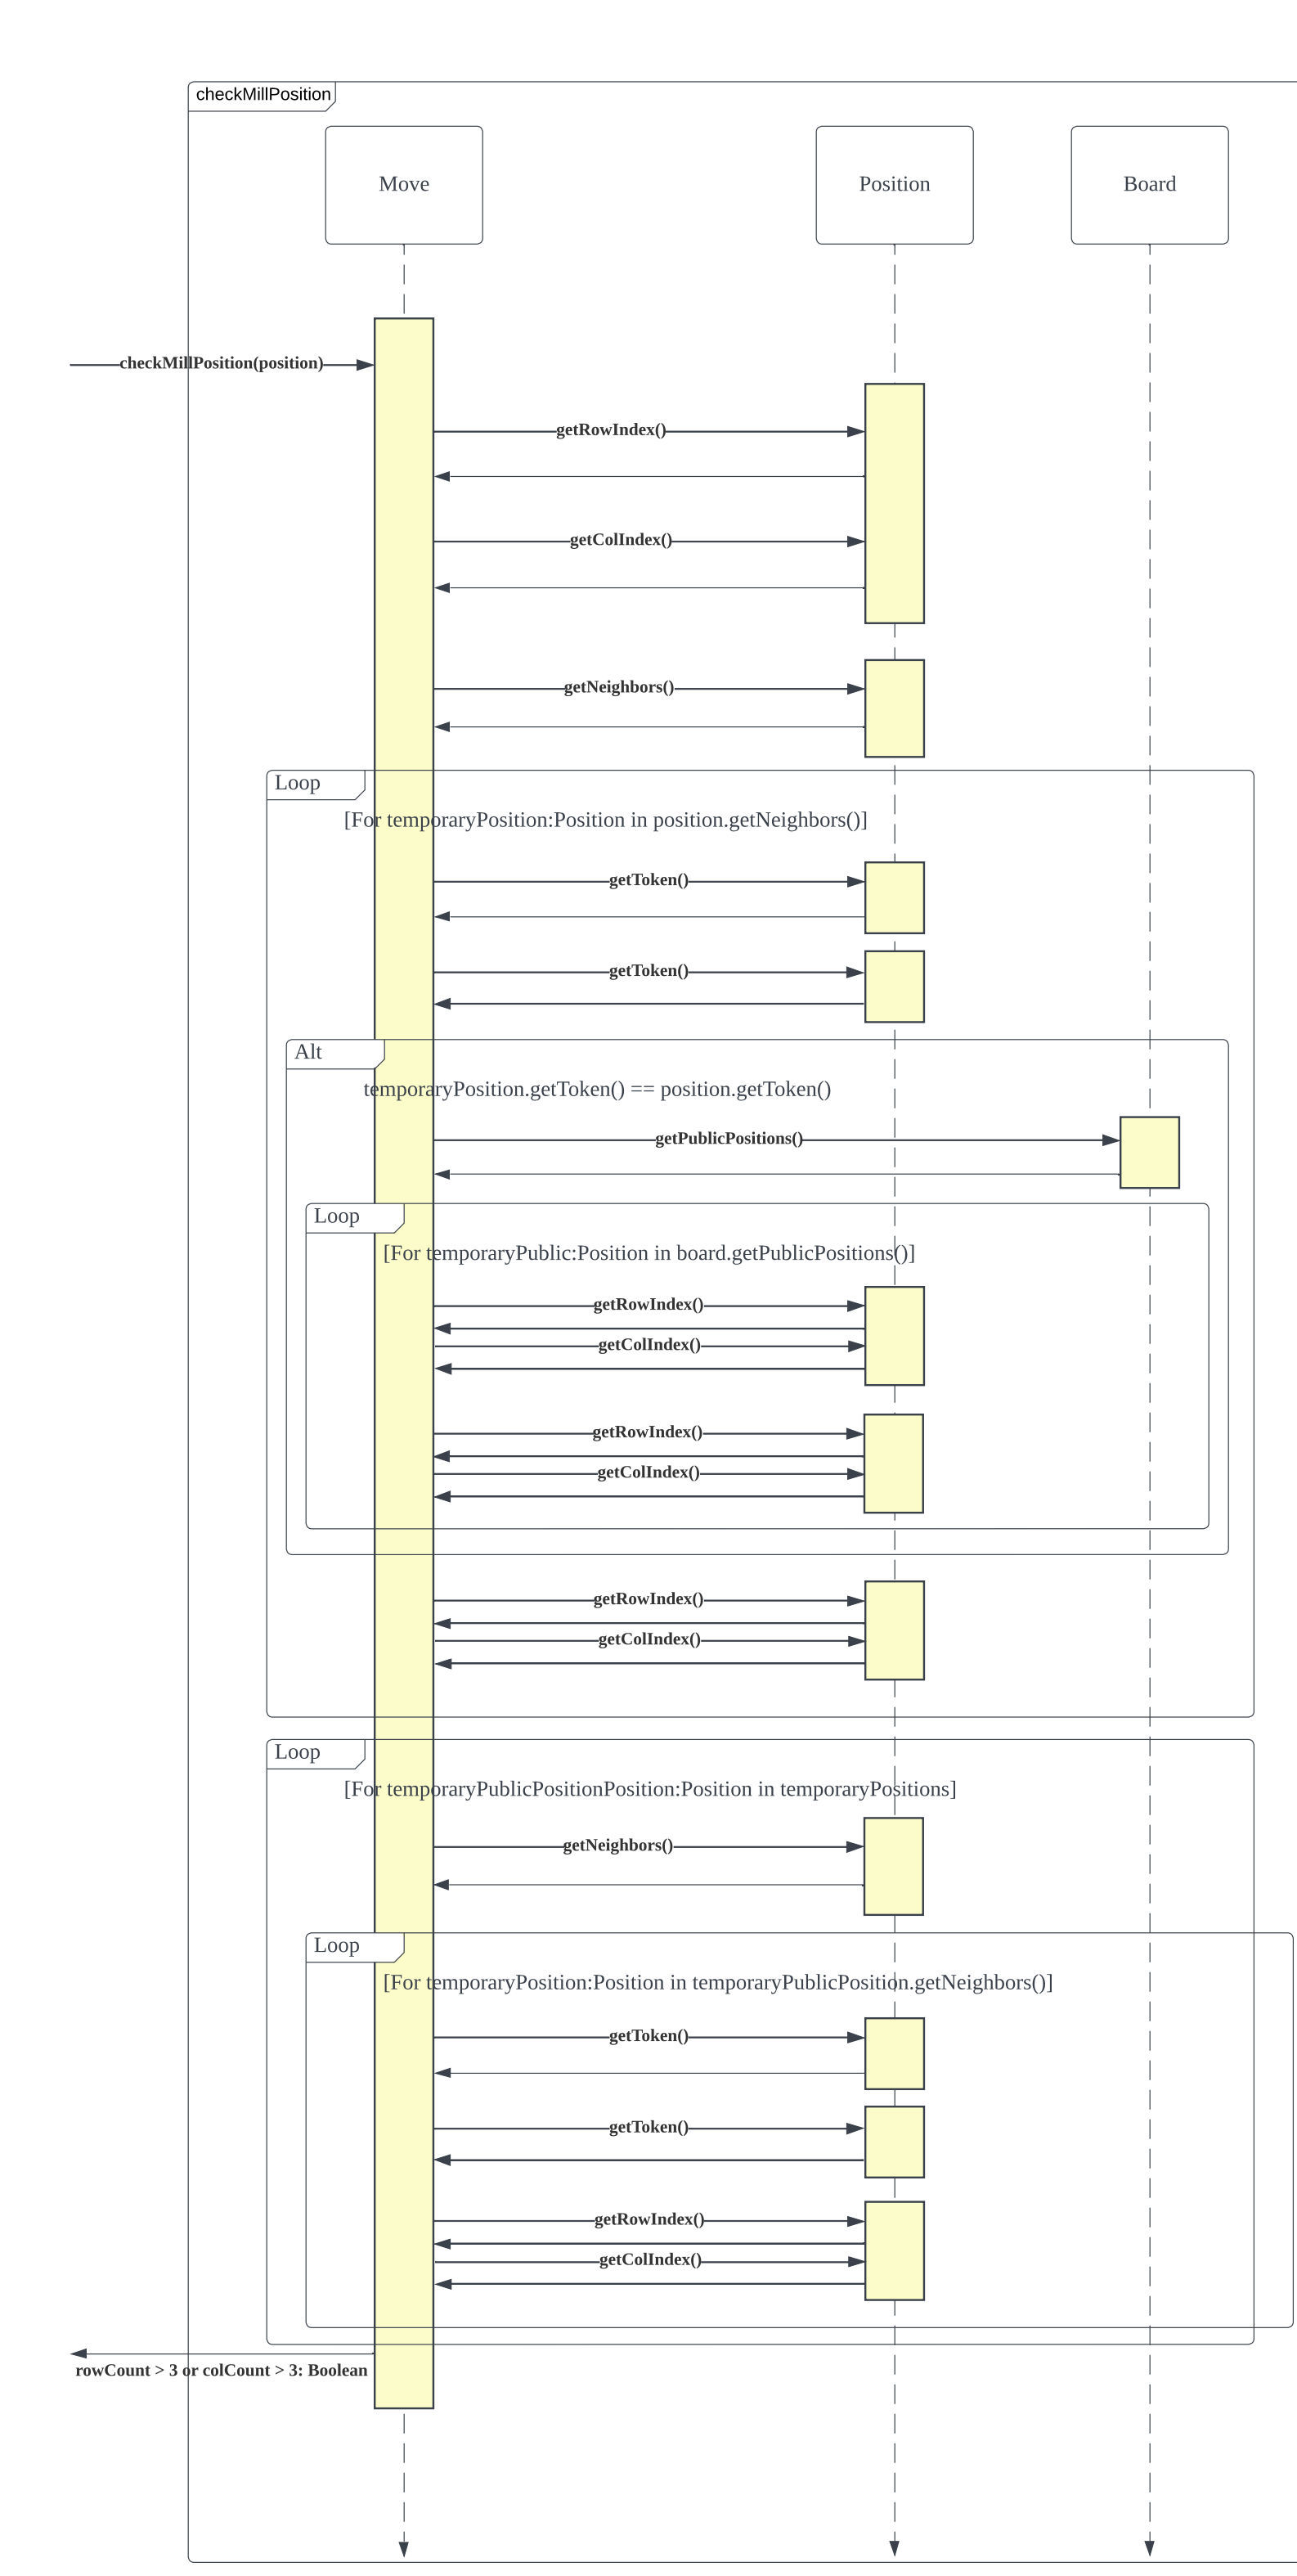 checkMillPosition
Move
Position
Board
checkMillPosition(position)
getRowIndex()
getColIndex()
getNeighbors()
Loop
[For temporaryPosition:Position in position.getNeighbors()]
getToken()
getToken()
Alt
temporaryPosition.getToken() == position.getToken()
getPublicPositions()
Loop
[For temporaryPublic:Position in board.getPublicPositions()]
getRowIndex()
getColIndex()
getRowIndex()
getColIndex()
getRowIndex()
getColIndex()
Loop
[For temporaryPublicPositionPosition:Position in temporaryPositions]
getNeighbors()
Loop
[For temporaryPosition:Position in temporaryPublicPosition.getNeighbors()]
getToken()
getToken()
getRowIndex()
getColIndex()
rowCount > 3 or colCount > 3: Boolean